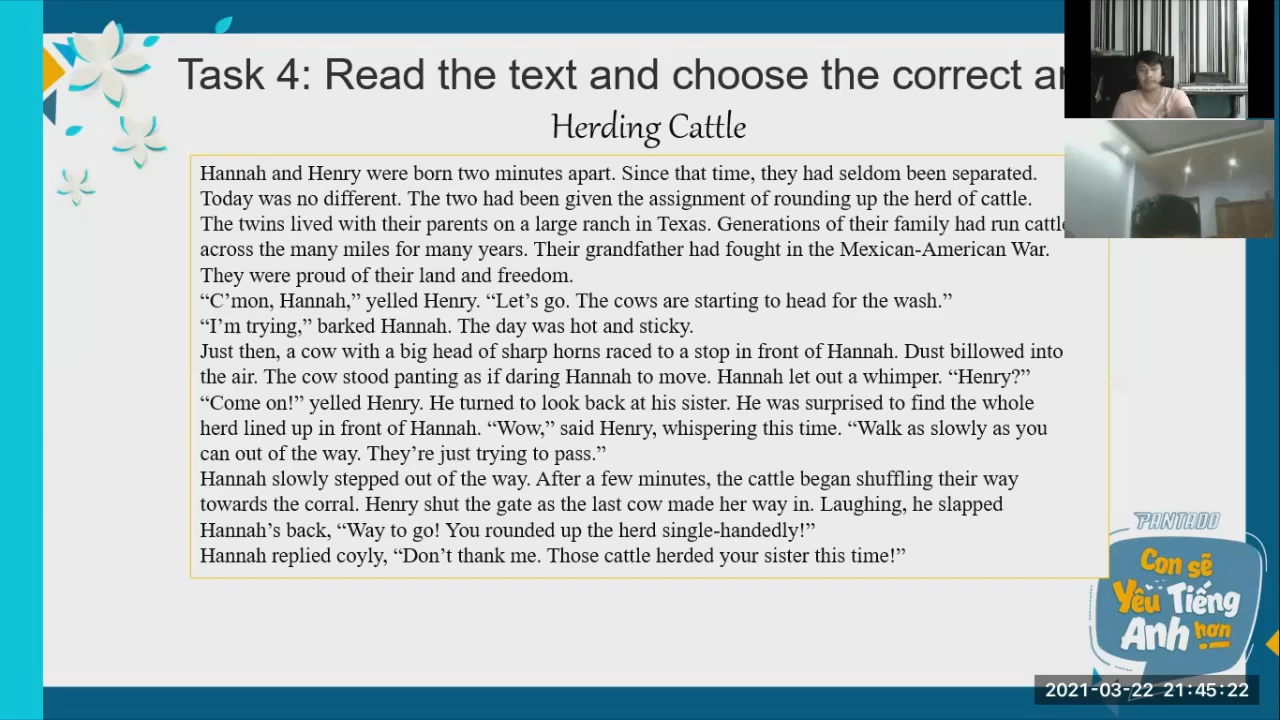 Task 4: Read the text and choose the correct
Herding Cattle
Hannah and Henry were born two minutes apart. Since that time, they had seldom been separated.
Today was no different. The two had been given the assignment of rounding up the herd of cattle.
The twins lived with their parents on a large ranch in Texas. Generations of their family had run cattle
across the many miles for many years. Their grandfather had fought in the Mexican-American War.
They were proud of their land and freedom.
“C’mon, Hannah,” yelled Henry. “Let’s go. The cows are starting to head for the wash.”
“I’m trying,” barked Hannah. The day was hot and sticky.
Just then, a cow with a big head of sharp horns raced to a stop in front of Hannah. Dust billowed into
the air. The cow stood panting as if daring Hannah to move. Hannah let out a whimper. “Henry?”
“Come on!” yelled Henry. He turned to look back at his sister. He was surprised to find the whole
herd lined up in front of Hannah. “Wow,” said Henry, whispering this time. “Walk as slowly as you
can out of the way. They’re just trying to pass.”
Hannah slowly stepped out of the way. After a few minutes, the cattle began shuffling their way
towards the corral. Henry shut the gate as the last cow made her way in. Laughing, he slapped
Hannah’s back, “Way to go! You rounded up the herd single-handedly!”
Hannah replied coyly, “Don’t thank me. Those cattle herded your sister this time!”
PANTADO
Con sẽ
Yêu Tiếng
Anh hơn
2021-03-22 21:45:22